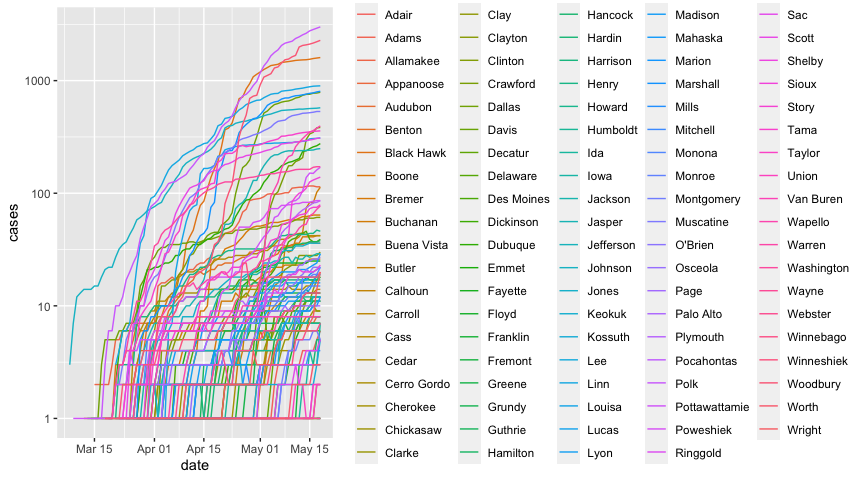 1000
100
10
1
cases
Mar 15
Apr 01
Apr 15
May 01
May 15
date
Adair
Adams
Allamakee
Appanoose
Audubon
Benton
Black Hawk
Boone
Bremer
Buchanan
Buena Vista
Butler
Calhoun
Carroll
Cass
Cedar
Cerro Gordo
Cherokee
Chickasaw
Clarke
Clay
Clayton
Clinton
Crawford
Dallas
Davis
Decatur
Delaware
Des Moines
Dickinson
Dubuque
Emmet
Fayette
Floyd
Franklin
Fremont
Greene
Grundy
Guthrie
Hamilton
Hancock
Hardin
Harrison
Henry
Howard
Humboldt
Ida
Iowa
Jackson
Jasper
Jefferson
Johnson
Jones
Keokuk
Kossuth
Lee
Linn
Louisa
Lucas
Lyon
Madison
Mahaska
Marion
Marshall
Mills
Mitchell
Monona
Monroe
Montgomery
Muscatine
O'Brien
Osceola
Page
Palo Alto
Plymouth
Pocahontas
Polk
Pottawattamie
Poweshiek
Ringgold
Sac
Scott
Shelby
Sioux
Story
Tama
Taylor
Union
Van Buren
Wapello
Warren
Washington
Wayne
Webster
Winnebago
Winneshiek
Woodbury
Worth
Wright